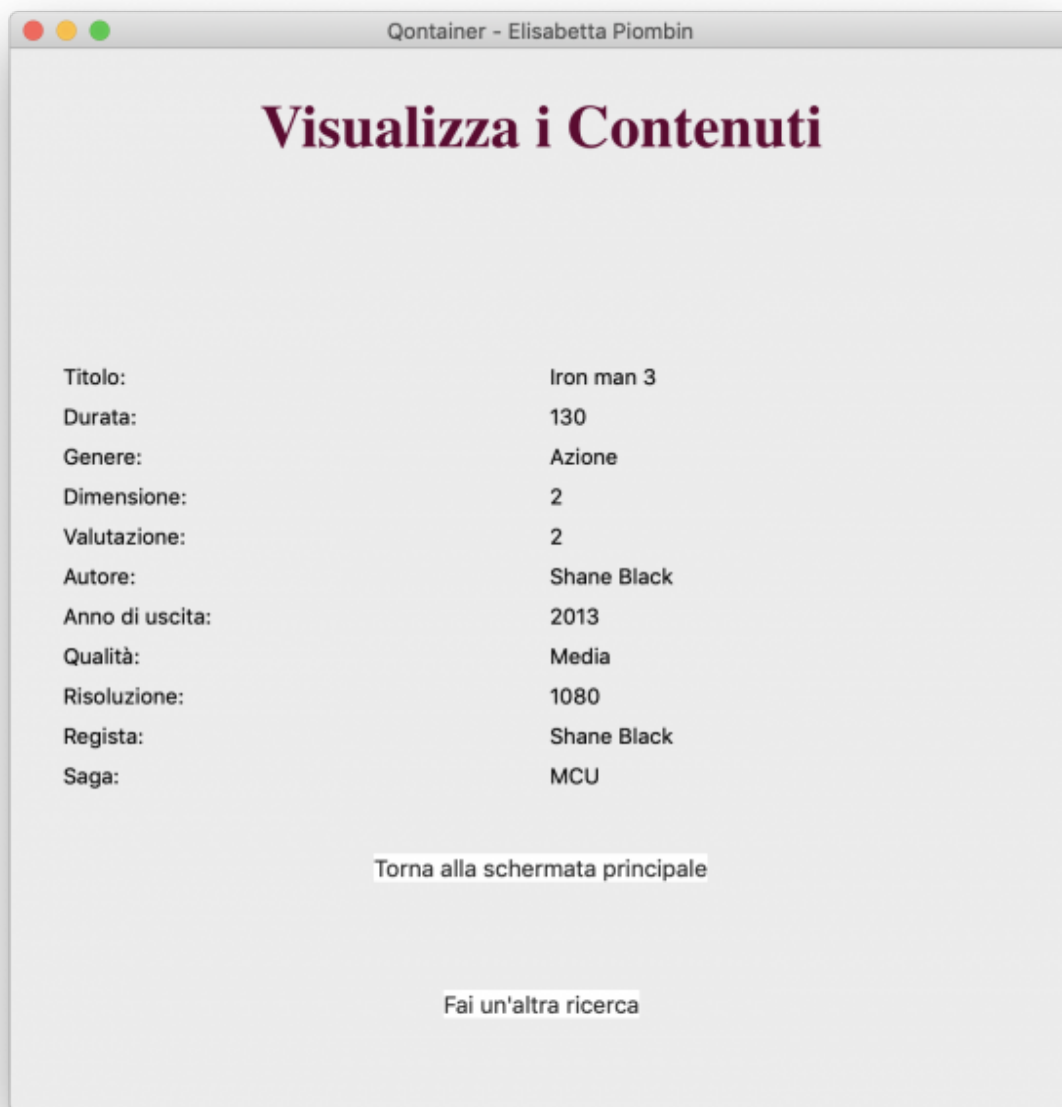 Qontainer - Elisabetta Piombin
Visualizza i Contenuti
Titolo: Iron man 3
Durata: 130
Genere: Azione
Dimensione: 2
Valutazione: 2
Autore: Shane Black
Anno di uscita: 2013
Qualità: Media
Risoluzione: 1080
Regista: Shane Black
Saga: MCU
Torna alla schermata principale
Fai un'altra ricerca